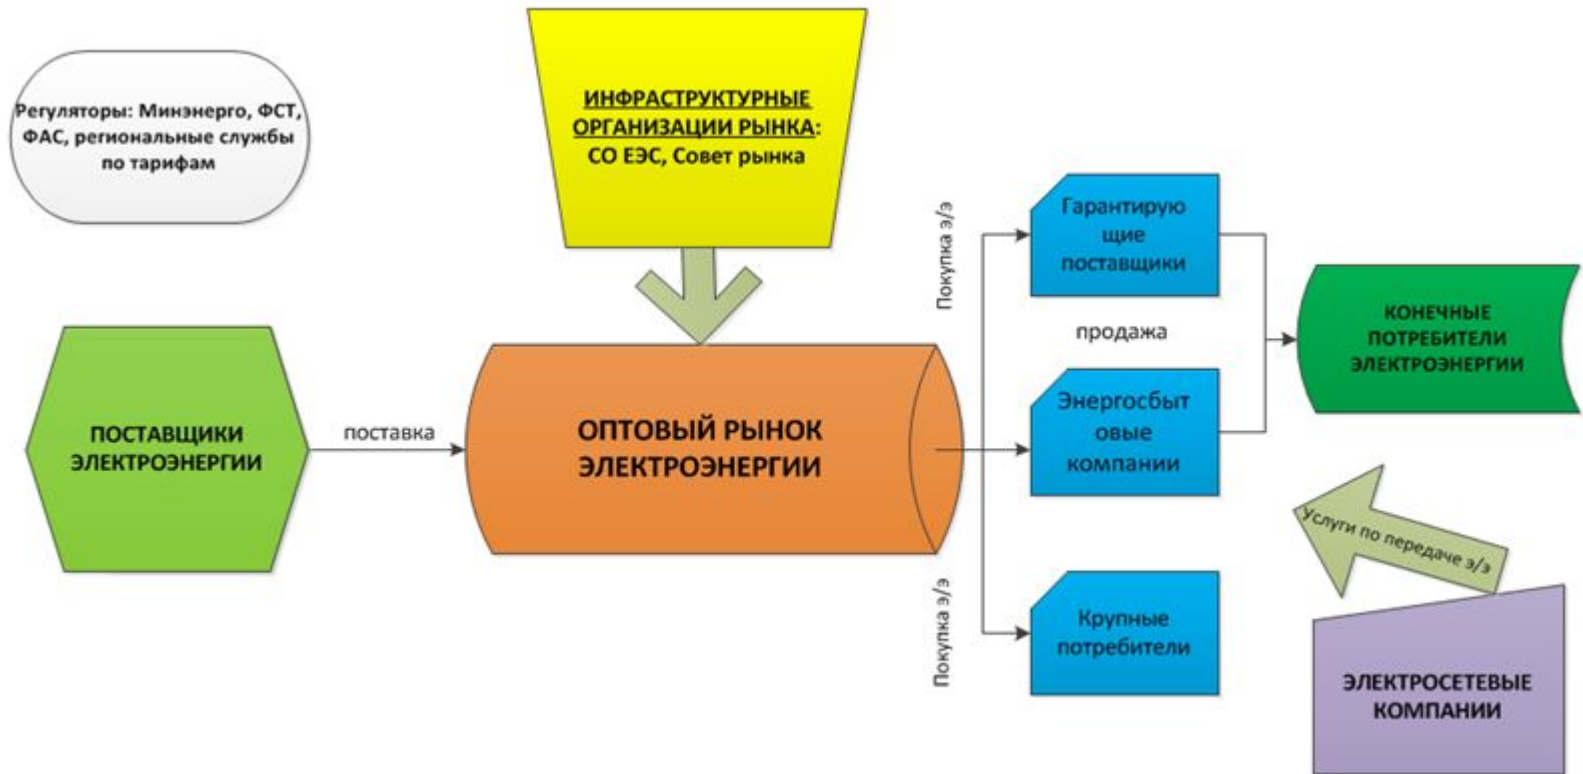 Регуляторы: Минэнерго, ФСТ,
ФАС, региональные службы
по тарифам
ИНФРАСТРУКТУРНЫЕ
ОРГАНИЗАЦИИ РЫНКА:
СО ЕЭС, Совет рынка
ПОСТАВЩИКИ
ЭЛЕКТРОЭНЕРГИИ
поставка
ОПТОВЫЙ РЫНОК
ЭЛЕКТРОЭНЕРГИИ
Покупка э/э
Гарантирую
щие
поставщики
продажа
Энергосбыт
овые
компании
Покупка э/э
Крупные
потребители
КОНЕЧНЫЕ
ПОТРЕБИТЕЛИ
ЭЛЕКТРОЭНЕРГИИ
Услуги по передаче э/э
ЭЛЕКТРОСЕТЕВЫЕ
КОМПАНИИ